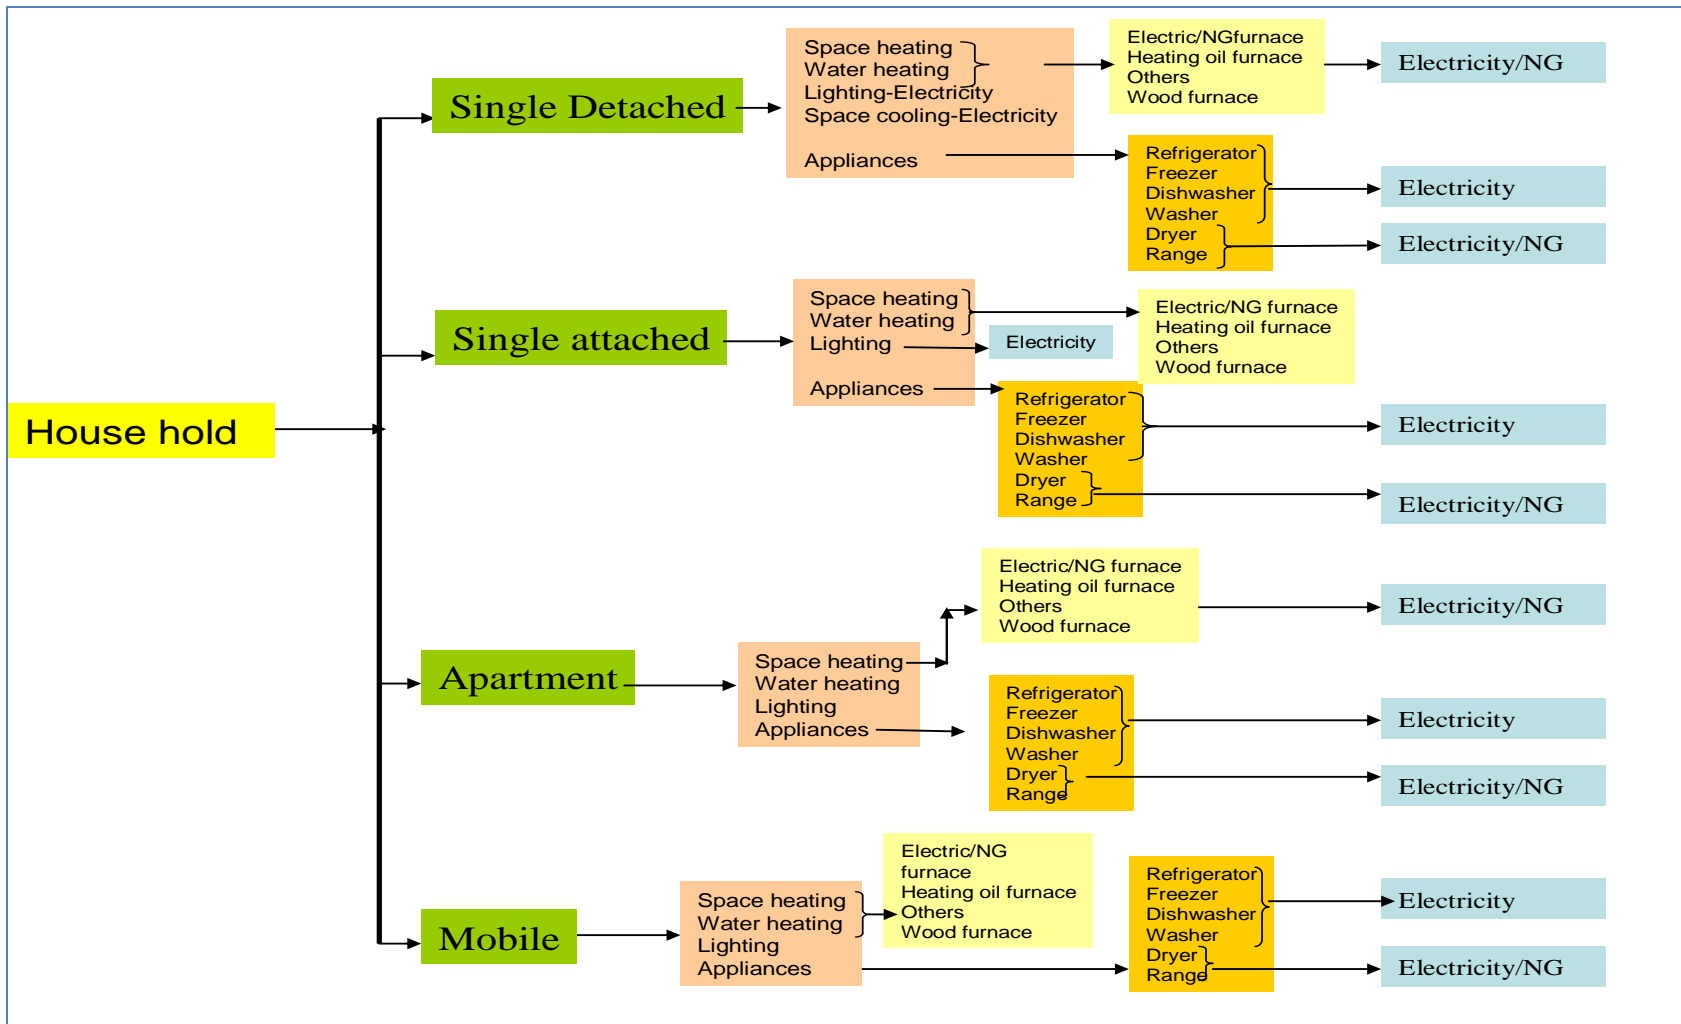 House hold
Single Detached
Space heating
Water heating
Lighting-Electricity
Space cooling-Electricity
Appliances
Electric/NGfurnace
Heating oil furnace
Others
Wood furnace
Electricity/NG
Refrigerator
Freezer
Dishwasher
Washer
Dryer
Range
Electricity
Electricity/NG
Single attached
Space heating
Water heating
Lighting
Appliances
Electricity
Electric/NG furnace
Heating oil furnace
Others
Wood furnace
Refrigerator
Freezer
Dishwasher
Washer
Dryer
Range
Electricity
Electricity/NG
Apartment
Space heating
Water heating
Lighting
Appliances
Electric/NG furnace
Heating oil furnace
Others
Wood furnace
Electricity/NG
Refrigerator
Freezer
Dishwasher
Washer
Dryer
Range
Electricity
Electricity/NG
Mobile
Space heating
Water heating
Lighting
Appliances
Electric/NG
furnace
Heating oil furnace
Others
Wood furnace
Refrigerator
Freezer
Dishwasher
Washer
Dryer
Range
Electricity
Electricity/NG